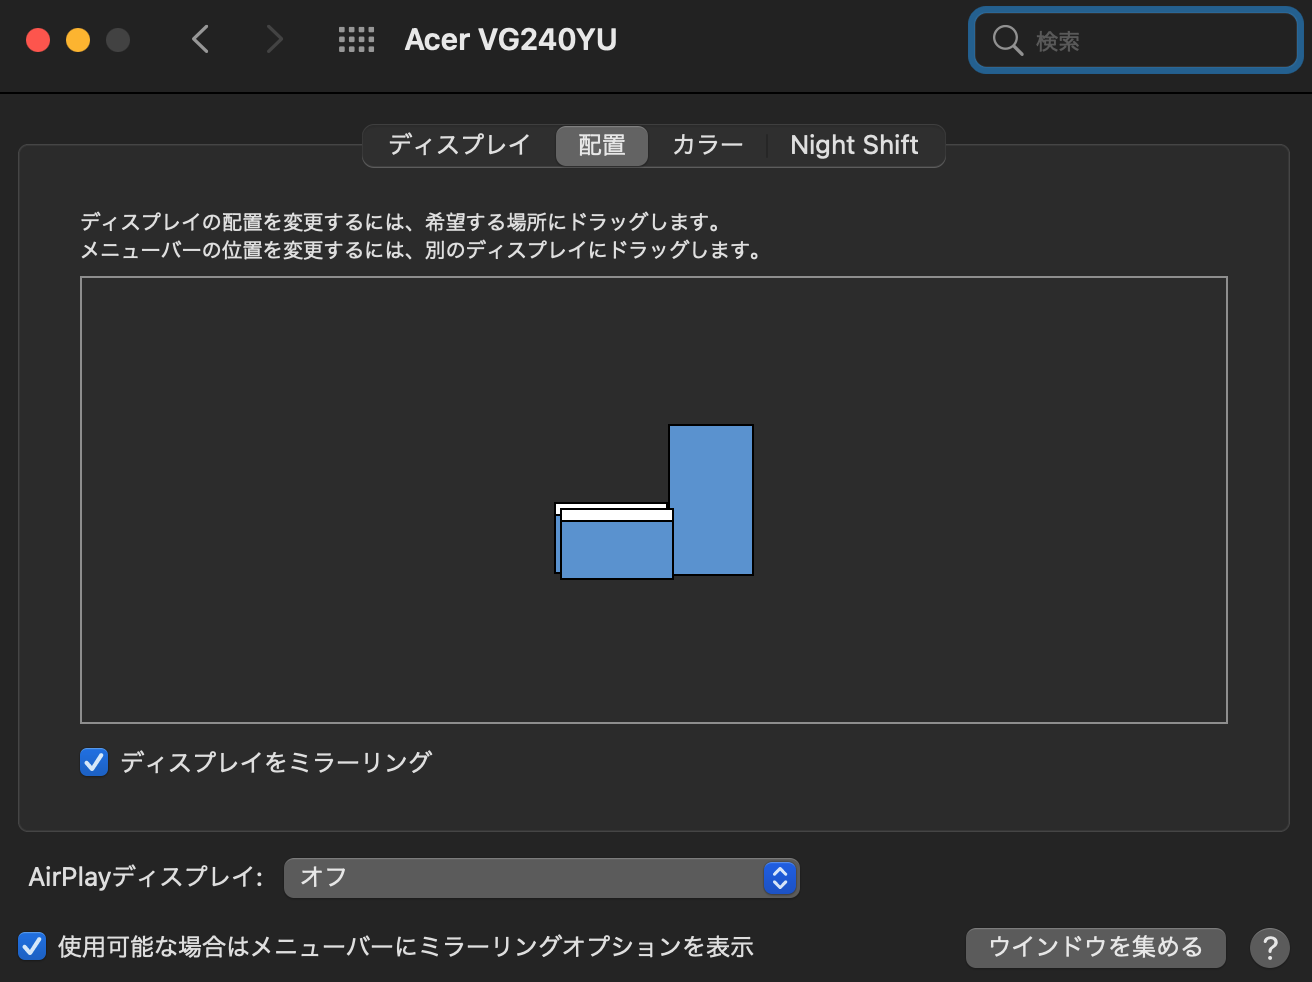 Acer VG240YU
検索
ディスプレイ
配置
カラー
Night Shift
ディスプレイの配置を変更するには、希望する場所にドラッグします。
メニューバーの位置を変更するには、別のディスプレイにドラッグします。
ディスプレイをミラーリング
AirPlayディスプレイ:
オフ
使用可能な場合はメニューバーにミラーリングオプションを表示
ウインドウを集める
?